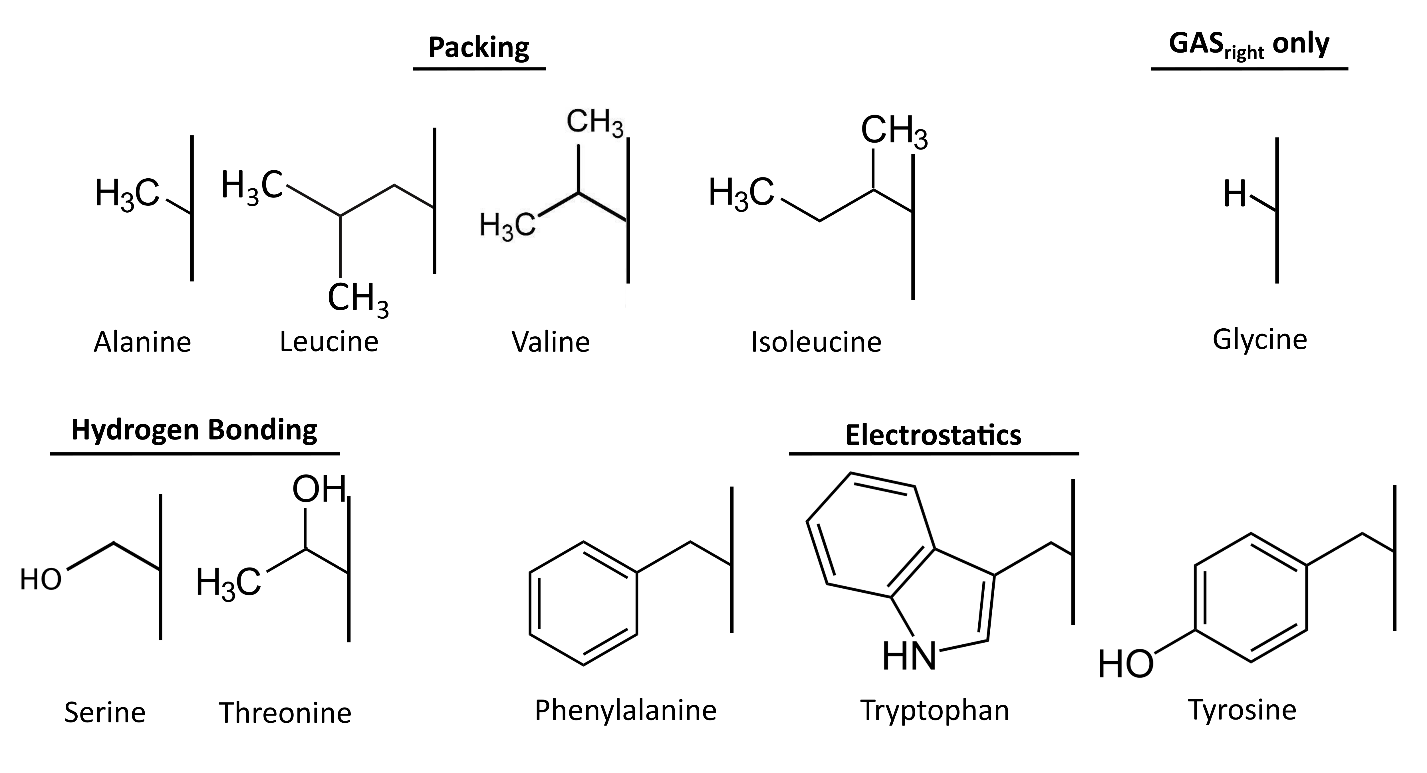 Packing
GASright only
CH3
CH3
H3C
H3C
H3C
H
H3C
CH3
Alanine
Leucine
Valine
Isoleucine
Glycine
Hydrogen Bonding
Electrostatics
OH
HO
H3C
HN
HO
Serine
Threonine
Phenylalanine
Tryptophan
Tyrosine